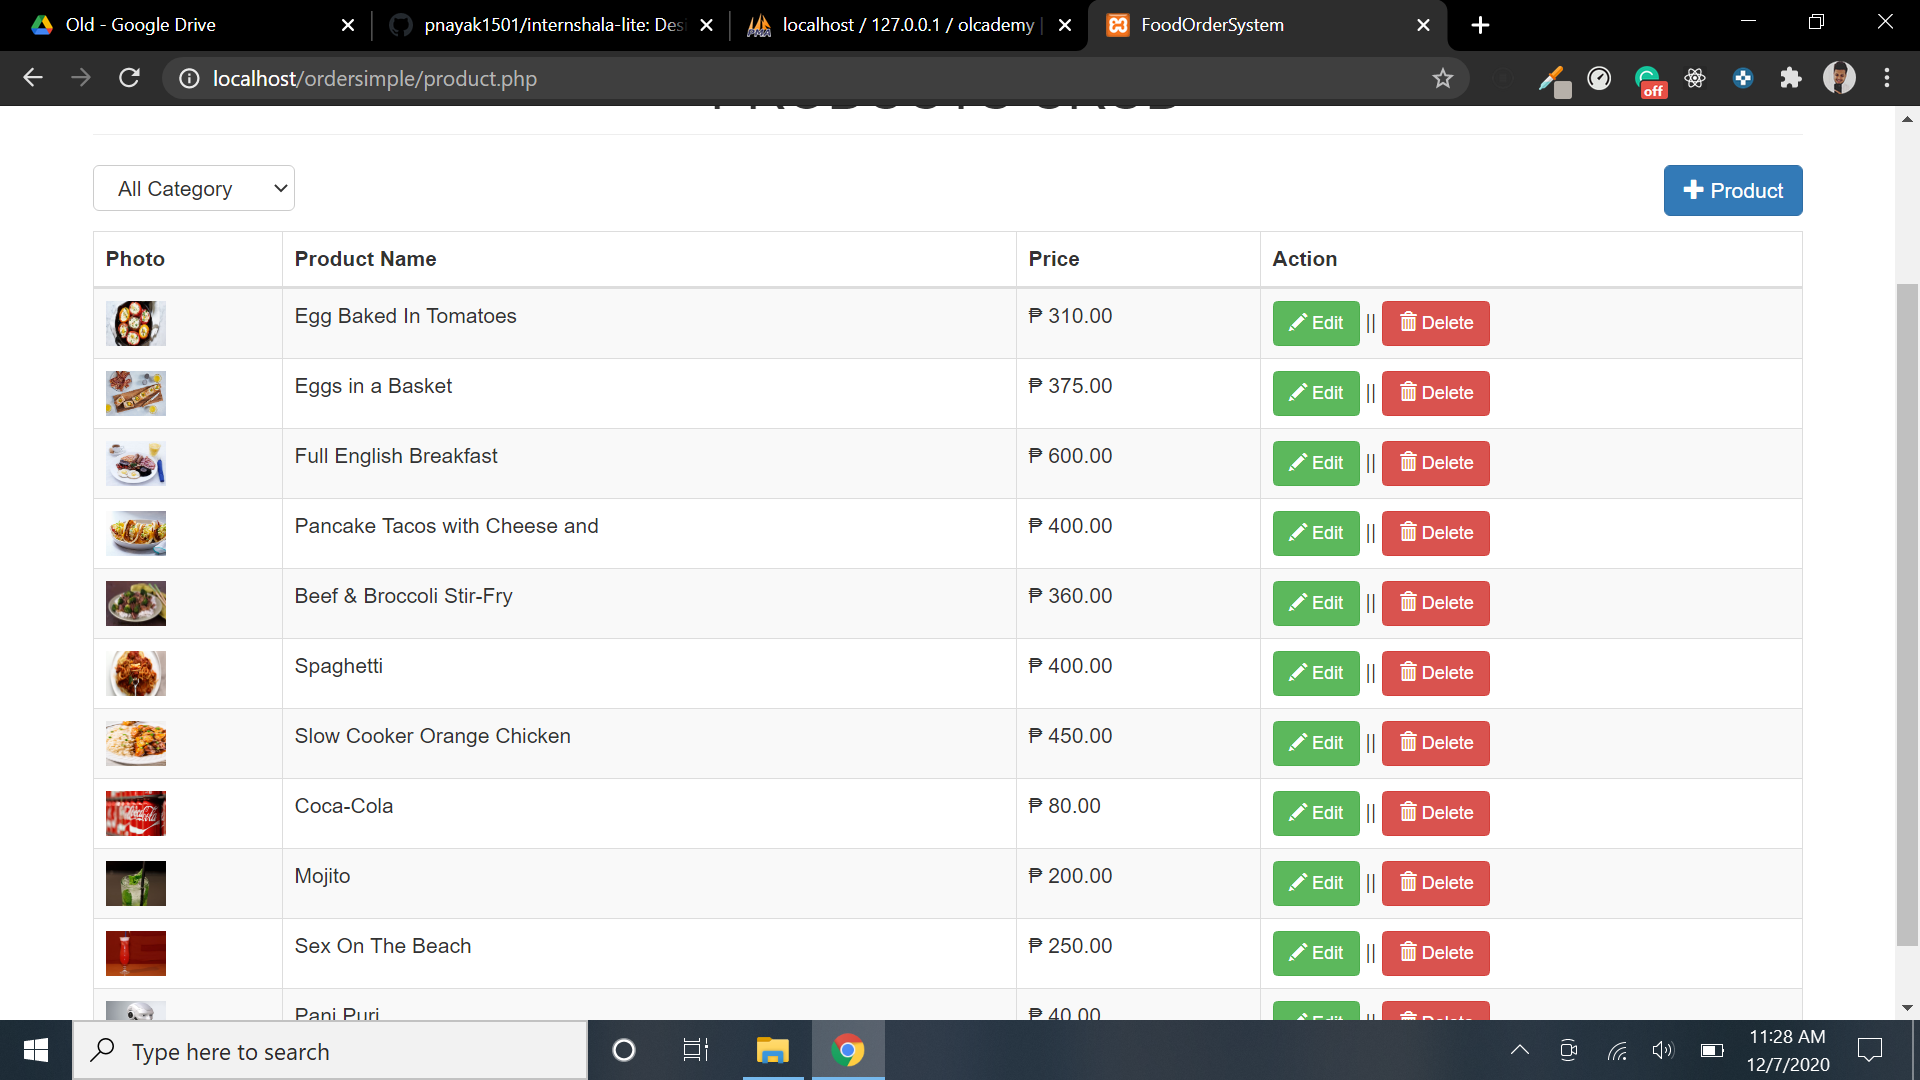 Old - Google Drive
pnayak1501/internshala-lite: Des
localhost / 127.0.0.1 / olcademy |
FoodOrderSystem
localhost/ordersimple/product.php
off
PRODUCTS CRUD
All Category
Product
Photo Product Name Price Action
Egg Baked In Tomatoes ₱ 310.00 Edit || Delete
Eggs in a Basket ₱ 375.00 Edit || Delete
Full English Breakfast ₱ 600.00 Edit || Delete
Pancake Tacos with Cheese and ₱ 400.00 Edit || Delete
Beef & Broccoli Stir-Fry ₱ 360.00 Edit || Delete
Spaghetti ₱ 400.00 Edit || Delete
Slow Cooker Orange Chicken ₱ 450.00 Edit || Delete
Coca-Cola ₱ 80.00 Edit || Delete
Mojito ₱ 200.00 Edit || Delete
Sex On The Beach ₱ 250.00 Edit || Delete
Pani Puri ₱ 40.00 Edit || Delete
Type here to search
11:28 AM
12/7/2020